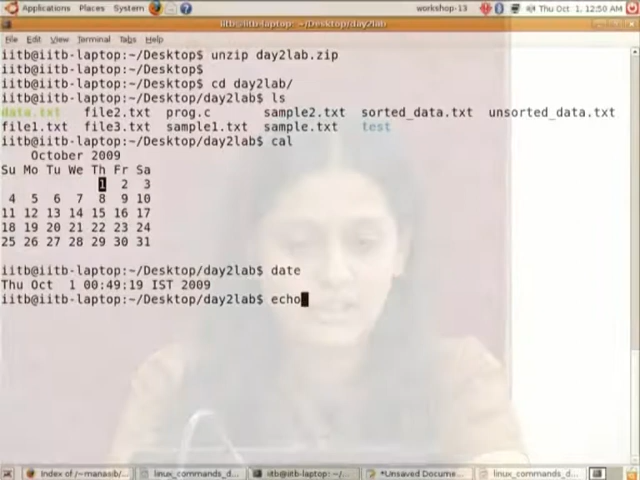 Applications Places System workshop-13 Thu Oct 1, 12:50 AM
iitb@iitb-laptop: ~/Desktop/day2lab
File Edit View Terminal Tabs Help
iitb@iitb-laptop:~/Desktop$ unzip day2lab.zip
iitb@iitb-laptop:~/Desktop$
iitb@iitb-laptop:~/Desktop$ cd day2lab/
iitb@iitb-laptop:~/Desktop/day2lab$ ls
data.txt file2.txt prog.c sample2.txt sorted_data.txt unsorted_data.txt
file1.txt file3.txt sample1.txt sample.txt test
iitb@iitb-laptop:~/Desktop/day2lab$ cal
October 2009
Su Mo Tu We Th Fr Sa
1 2 3
4 5 6 7 8 9 10
11 12 13 14 15 16 17
18 19 20 21 22 23 24
25 26 27 28 29 30 31
iitb@iitb-laptop:~/Desktop/day2lab$ date
Thu Oct 1 00:49:19 IST 2009
iitb@iitb-laptop:~/Desktop/day2lab$ echo
Index of /~manasib/... linux_commands_d... iitb@iitb-laptop: ~/... *Unsaved Docume... linux_commands_d...